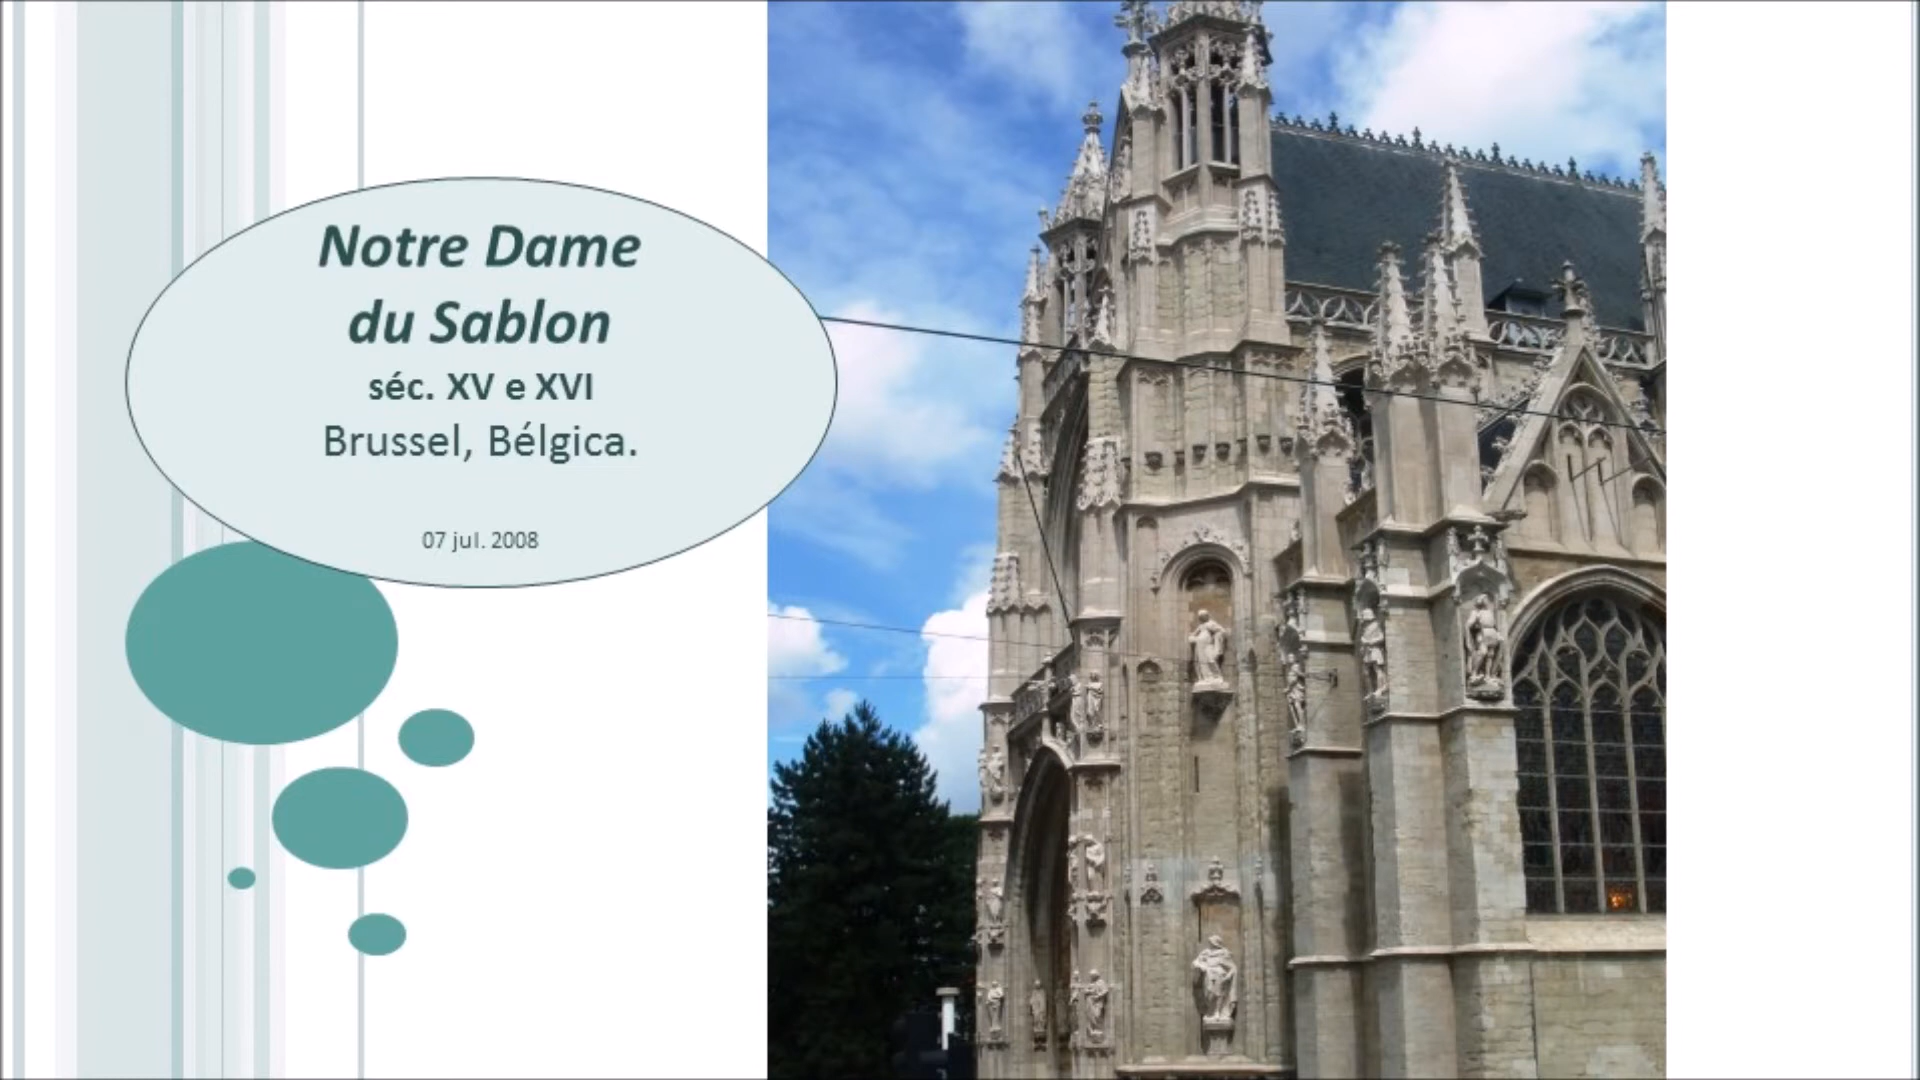 Notre Dame
du Sablon
séc. XV e XVI
Brussel, Bélgica.
07 jul. 2008